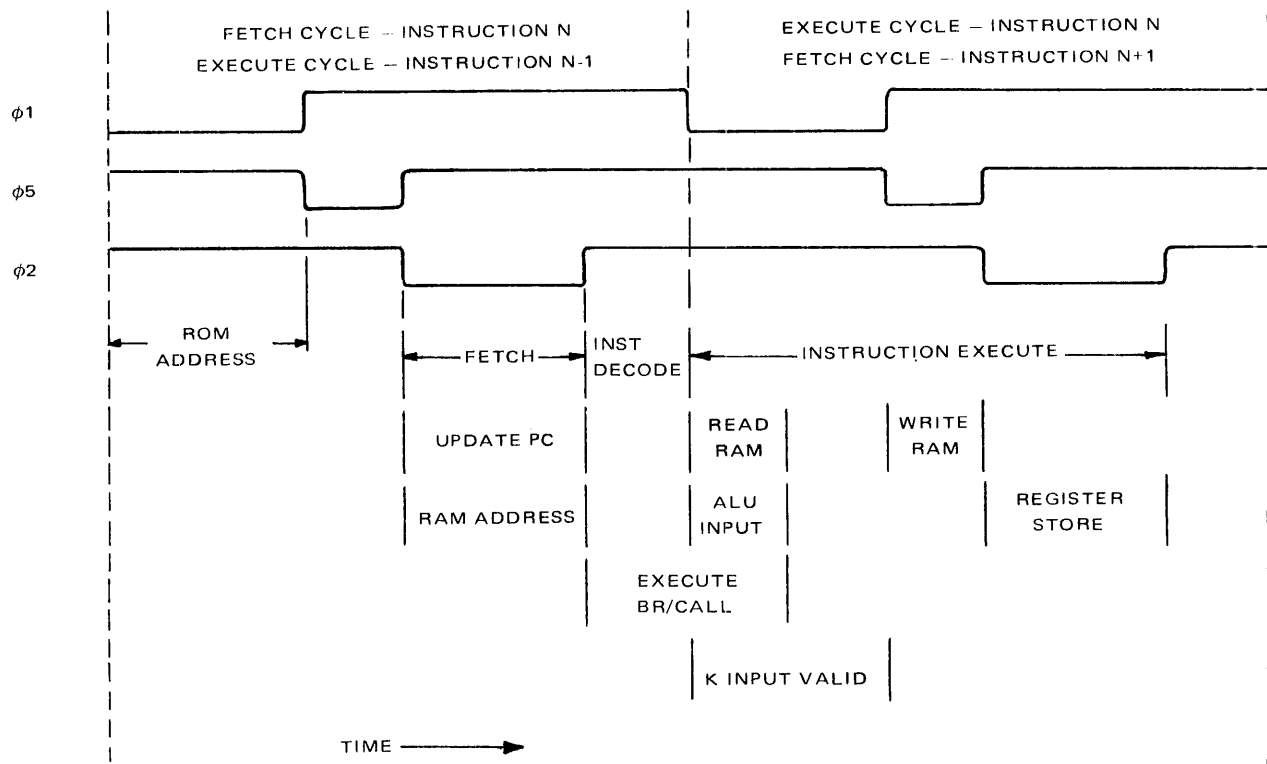 FETCH CYCLE – INSTRUCTION N
EXECUTE CYCLE – INSTRUCTION N-1
EXECUTE CYCLE – INSTRUCTION N
FETCH CYCLE – INSTRUCTION N+1
φ1
φ5
φ2
ROM
ADDRESS
FETCH
INST
DECODE
INSTRUCTION EXECUTE
UPDATE PC
READ
RAM
WRITE
RAM
RAM ADDRESS
ALU
INPUT
REGISTER
STORE
EXECUTE
BR/CALL
K INPUT VALID
TIME